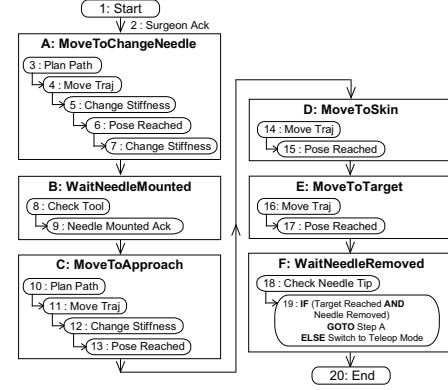 1: Start
2 : Surgeon Ack
A: MoveToChangeNeedle
3 : Plan Path
4 : Move Traj
5 : Change Stiffness
6 : Pose Reached
7 : Change Stiffness
B: WaitNeedleMounted
8 : Check Tool
9 : Needle Mounted Ack
C: MoveToApproach
10 : Plan Path
11 : Move Traj
12 : Change Stiffness
13 : Pose Reached
D: MoveToSkin
14 : Move Traj
15 : Pose Reached
E: MoveToTarget
16: Move Traj
17 : Pose Reached
F: WaitNeedleRemoved
18 : Check Needle Tip
19 : IF (Target Reached AND
Needle Removed)
GOTO Step A
ELSE Switch to Teleop Mode
20: End